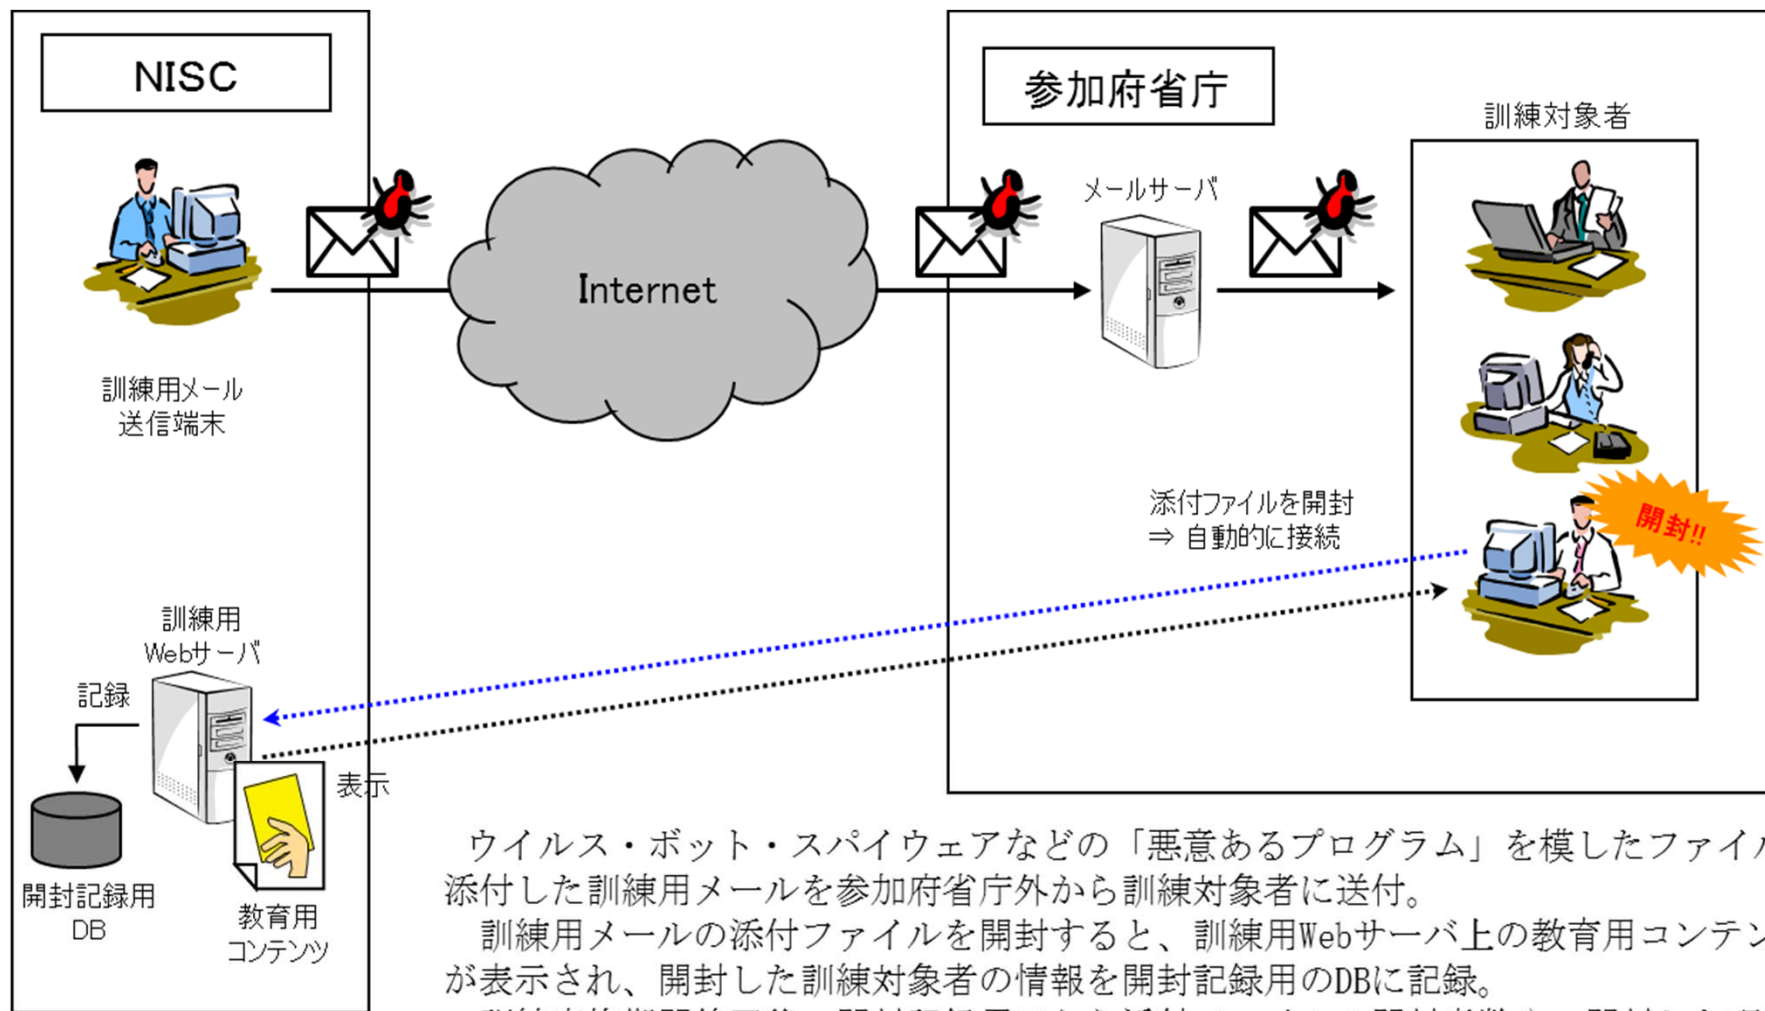 NISC
参加府省庁
訓練対象者
メールサーバ
Internet
訓練用メール
送信端末
添付ファイルを開封
⇒ 自動的に接続
開封!!
訓練用
Webサーバ
記録
表示
開封記録用
DB
教育用
コンテンツ
ウイルス・ボット・スパイウェアなどの「悪意あるプログラム」を模したファイル
添付した訓練用メールを参加府省庁外から訓練対象者に送付。
訓練用メールの添付ファイルを開封すると、訓練用Webサーバ上の教育用コンテン
が表示され、開封した訓練対象者の情報を開封記録用のDBに記録。